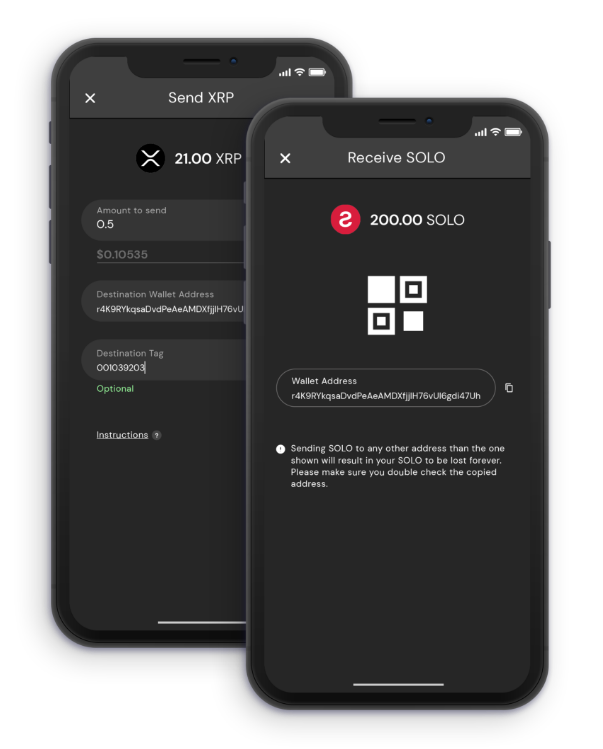 Send XRP
21.00 XRP
Amount to send
0.5
$0.10535
Destination Wallet Address
r4K9RYkqsaDvdPeAeAMDXfjjlH76vU
Destination Tag
001039203
Optional
Instructions ?
Receive SOLO
200.00 SOLO
Wallet Address
r4K9RYkqsaDvdPeAeAMDXfjjlH76vUl6gdi47Uh
Sending SOLO to any other address than the one
shown will result in your SOLO to be lost forever.
Please make sure you double check the copied
address.